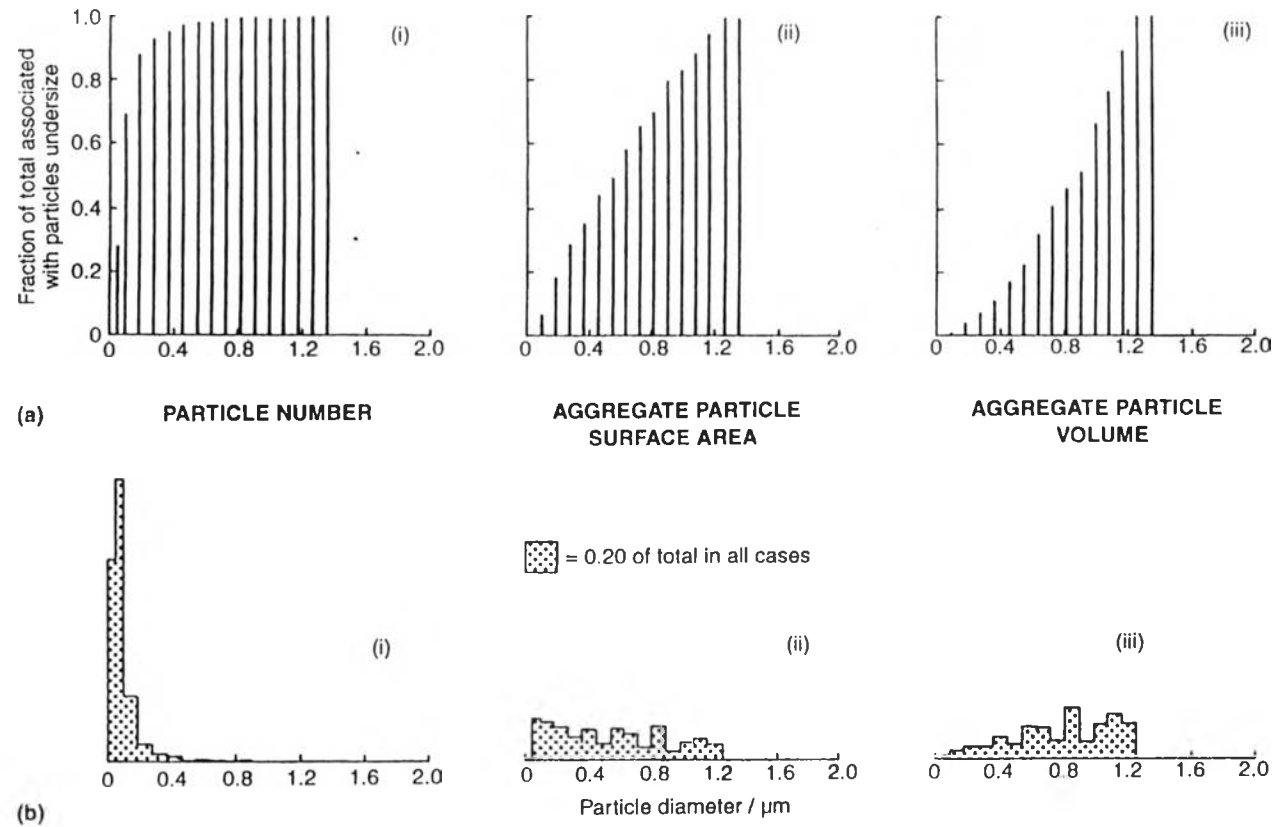 Fraction of total associated
with particles undersize
1.0
0.8
0.6
0.4
0.2
0
(i)
0 0.4 0.8 1.2 1.6 2.0
(ii)
0 0.4 0.8 1.2 1.6 2.0
(iii)
0 0.4 0.8 1.2 1.6 2.0
(a)
PARTICLE NUMBER
AGGREGATE PARTICLE
SURFACE AREA
AGGREGATE PARTICLE
VOLUME
= 0.20 of total in all cases
(i)
(ii)
(iii)
0 0.4 0.8 1.2 1.6 2.0
0 0.4 0.8 1.2 1.6 2.0
0 0.4 0.8 1.2 1.6 2.0
Particle diameter / μm
(b)